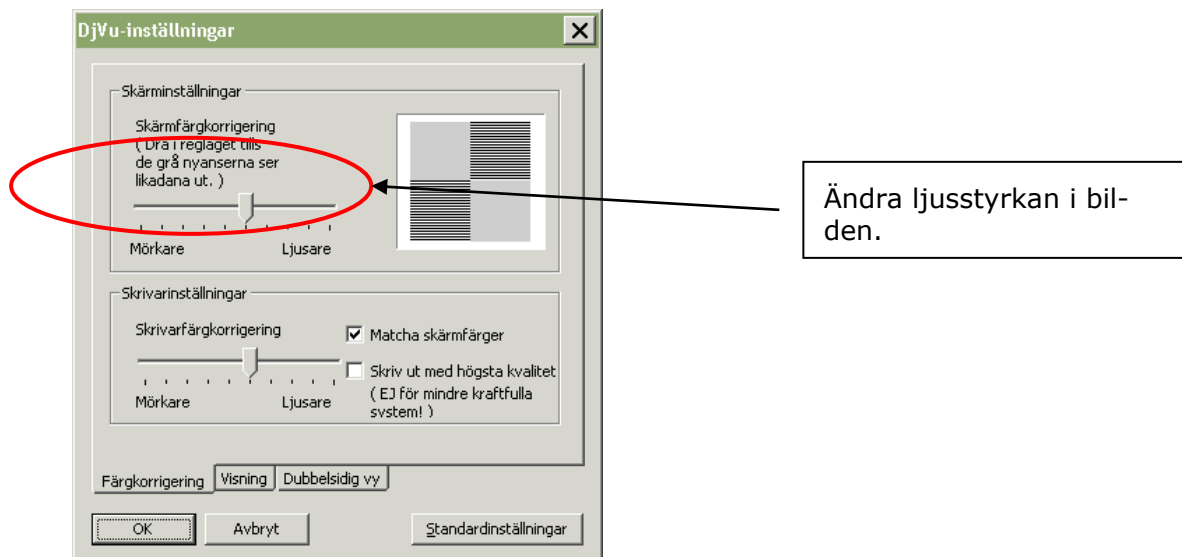 DjVu-inställningar
Skärminställningar
Skärmfärgkorrigering
( Dra i reglaget tills
de grå nyanserna ser
likadana ut. )
Mörkare Ljusare
Skrivarinställningar
Skrivarfärgkorrigering
Mörkare Ljusare
Matcha skärmfärger
Skriv ut med högsta kvalitet
( EJ för mindre kraftfulla
system! )
Färgkorrigering Visning Dubbelsidig vy
OK Avbryt Standardinställningar
Ändra ljusstyrkan i bil-
den.